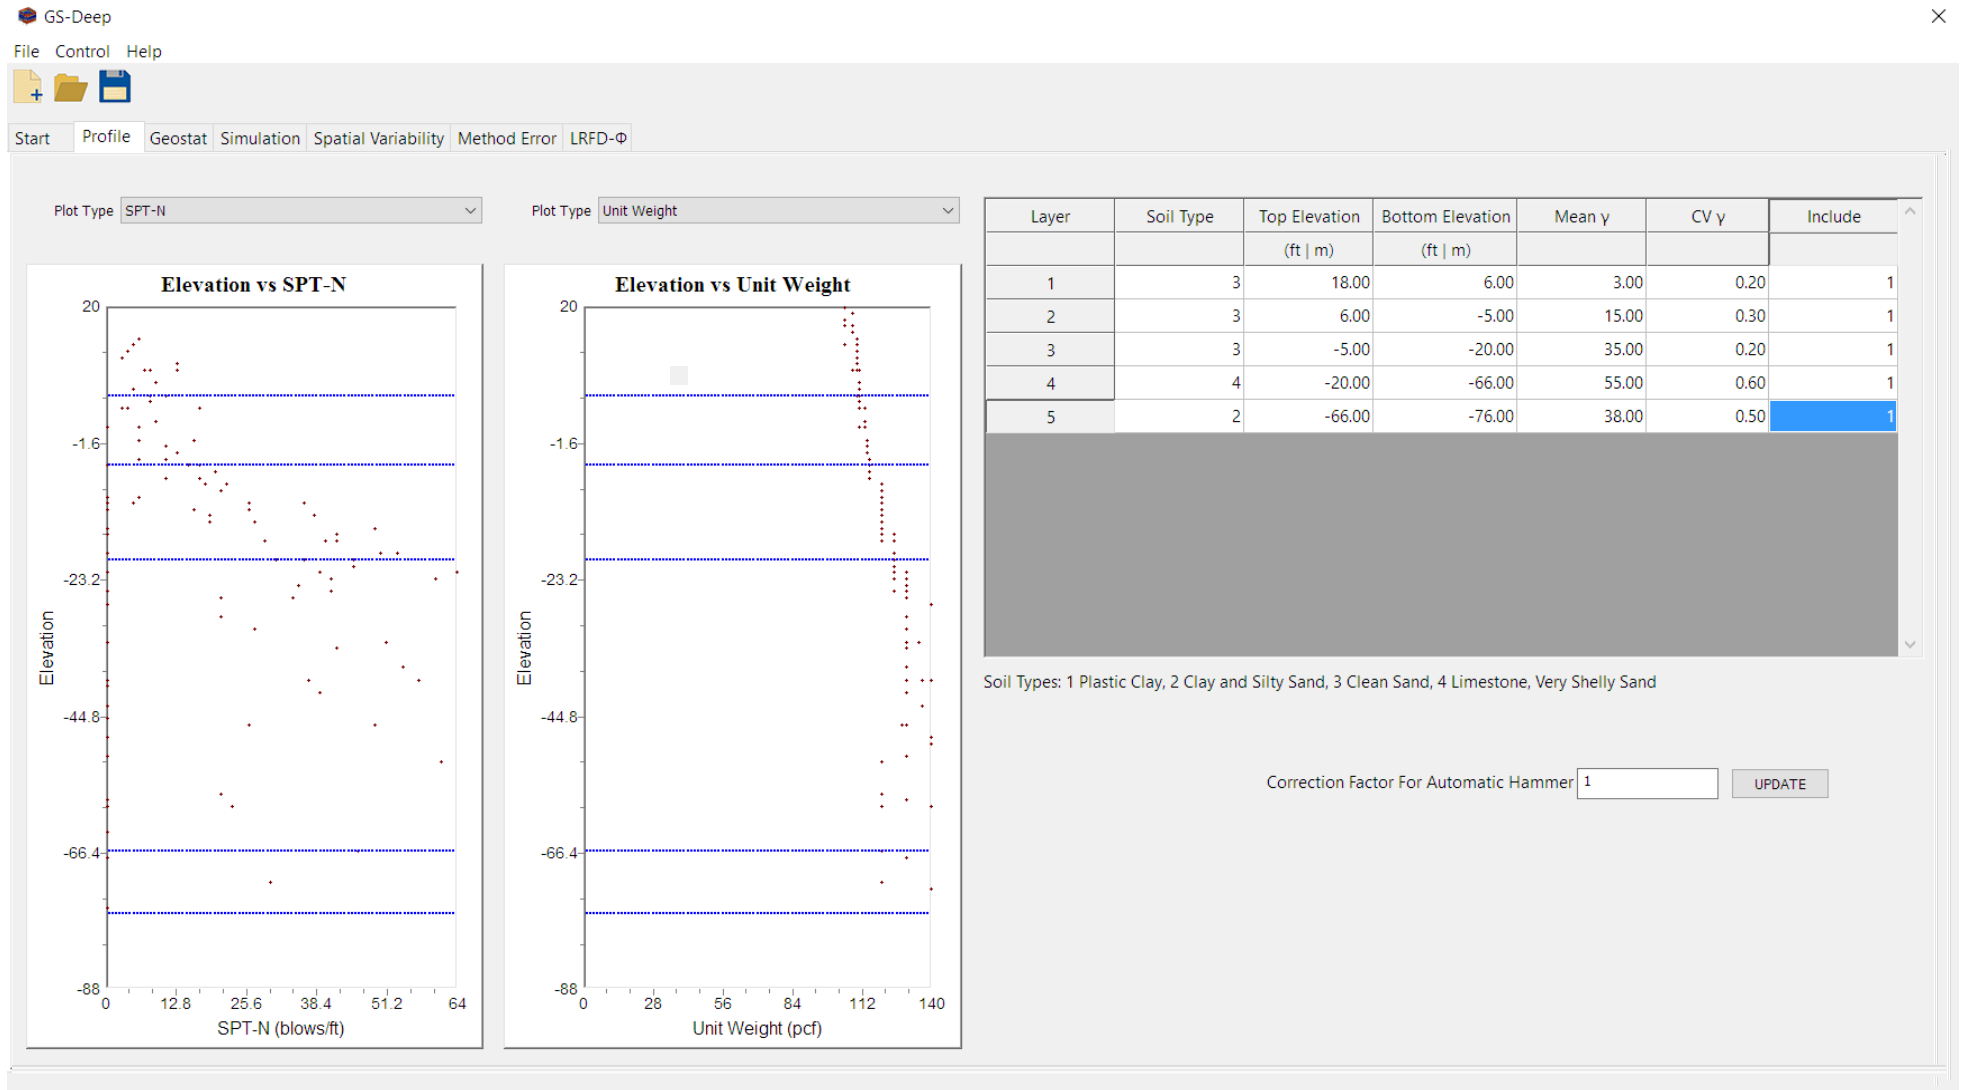 GS-Deep
File Control Help
Start Profile Geostat Simulation Spatial Variability Method Error LRFD-Φ
Plot Type SPT-N
Plot Type Unit Weight
Elevation vs SPT-N
20
-1.6
-23.2
-44.8
-66.4
-88
Elevation
0 12.8 25.6 38.4 51.2 64
SPT-N (blows/ft)
Elevation vs Unit Weight
20
-1.6
-23.2
-44.8
-66.4
-88
Elevation
0 28 56 84 112 140
Unit Weight (pcf)
Layer Soil Type Top Elevation Bottom Elevation Mean γ CV γ Include
(ft | m) (ft | m)
1 3 18.00 6.00 3.00 0.20 1
2 3 6.00 -5.00 15.00 0.30 1
3 3 -5.00 -20.00 35.00 0.20 1
4 4 -20.00 -66.00 55.00 0.60 1
5 2 -66.00 -76.00 38.00 0.50 1
Soil Types: 1 Plastic Clay, 2 Clay and Silty Sand, 3 Clean Sand, 4 Limestone, Very Shelly Sand
Correction Factor For Automatic Hammer 1 UPDATE